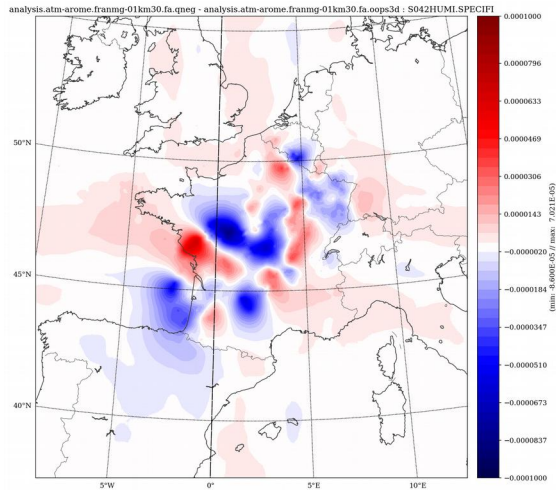 analysis.atm-arome.franmg-01km30.fa.qneg - analysis.atm-arome.franmg-01km30.fa.oops3d : S042HUMI.SPECIFI
0.0001000
0.0000796
0.0000633
0.0000469
0.0000306
0.0000143
−0.0000020
−0.0000184
−0.0000347
−0.0000510
−0.0000673
−0.0000837
−0.0001000
(min: -8.600E-05 // max: 7.021E-05)
50°N
45°N
40°N
5°W
0°
5°E
10°E